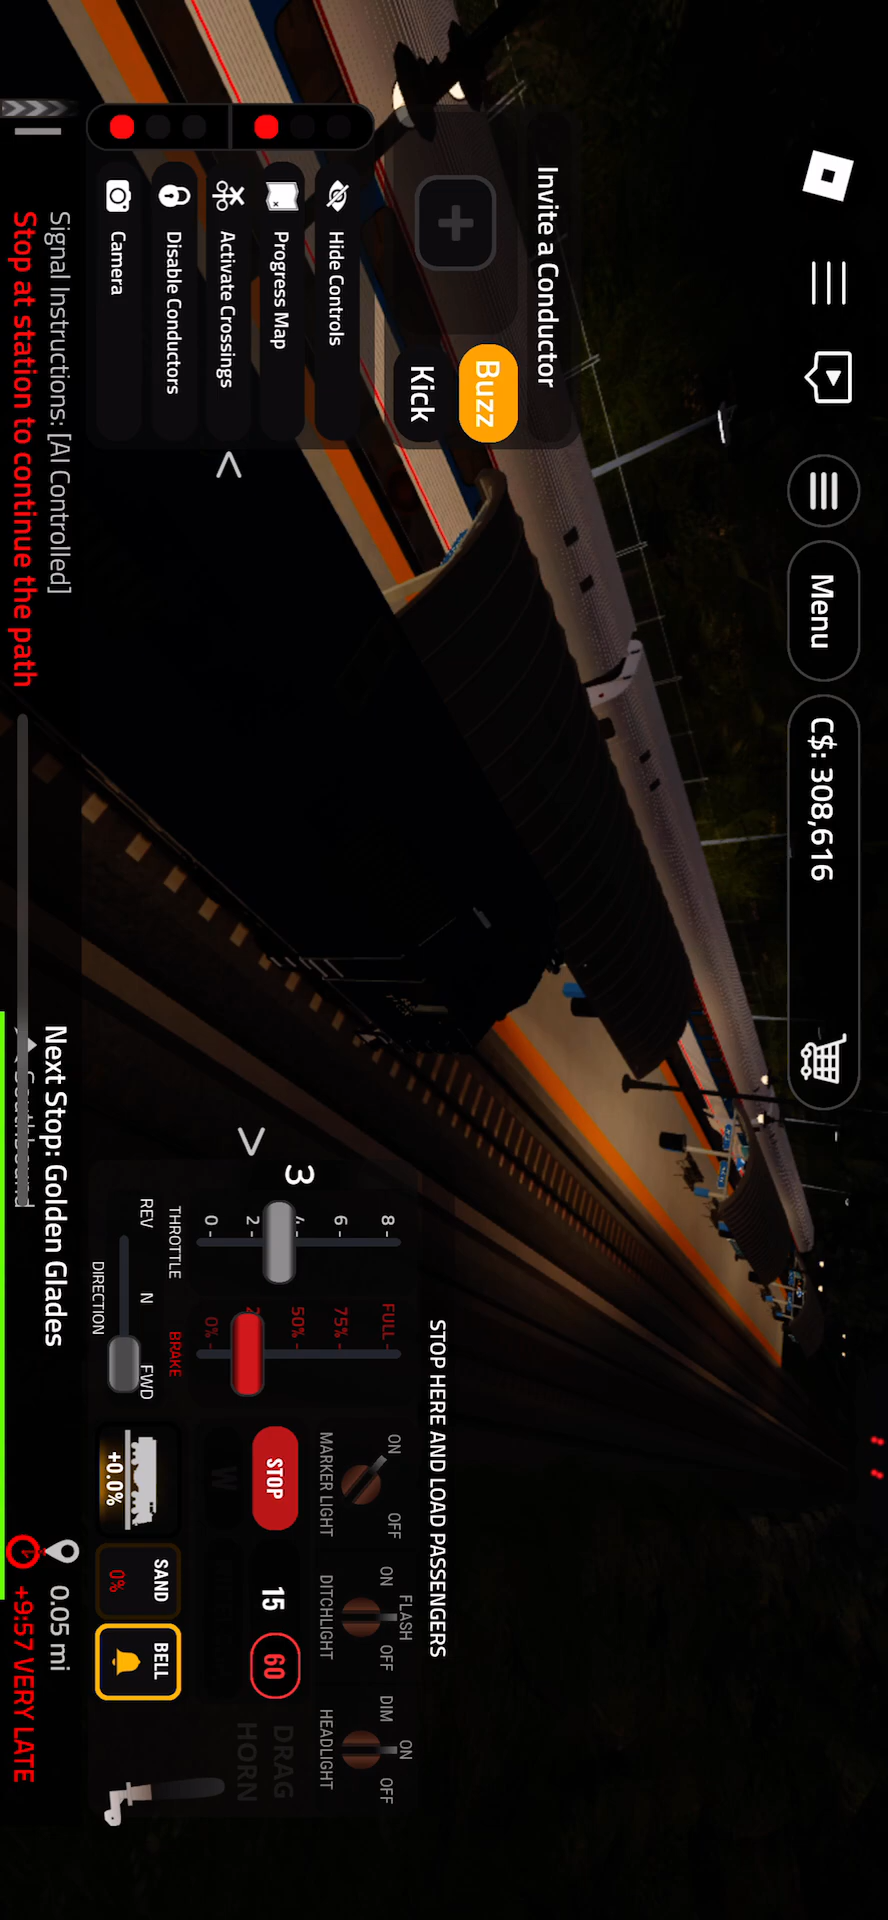 Menu
C$: 308,616
Invite a Conductor
Buzz
Kick
Hide Controls
Progress Map
Activate Crossings
Disable Conductors
Camera
Signal Instructions: [AI Controlled]
Stop at station to continue the path
Next Stop: Golden Glades
Southbound
0.05 mi
+9:57 VERY LATE
STOP HERE AND LOAD PASSENGERS
3
8
6
4
2
0
THROTTLE
FULL
75%
50%
2
0%
BRAKE
REV
N
FWD
DIRECTION
ON
OFF
MARKER LIGHT
FLASH
ON
OFF
DITCHLIGHT
ON
DIM
OFF
HEADLIGHT
STOP
15
60
W
DRAG
HORN
+0.0%
SAND
0%
BELL